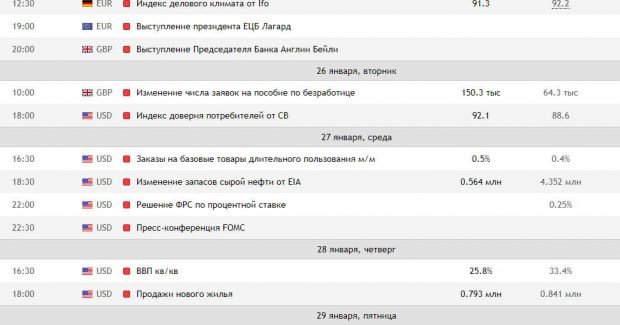 12:30 EUR Индекс делового климата от Ifo 91.3 92.2
19:00 EUR Выступление президента ЕЦБ Лагард
20:00 GBP Выступление Председателя Банка Англии Бейли
26 января, вторник
10:00 GBP Изменение числа заявок на пособие по безработице 150.3 тыс 64.3 тыс
18:00 USD Индекс доверия потребителей от CB 92.1 88.6
27 января, среда
16:30 USD Заказы на базовые товары длительного пользования м/м 0.5% 0.4%
18:30 USD Изменение запасов сырой нефти от EIA 0.564 млн 4.352 млн
22:00 USD Решение ФРС по процентной ставке 0.25%
22:30 USD Пресс-конференция FOMC
28 января, четверг
16:30 USD ВВП кв/кв 25.8% 33.4%
18:00 USD Продажи нового жилья 0.793 млн 0.841 млн
29 января, пятница